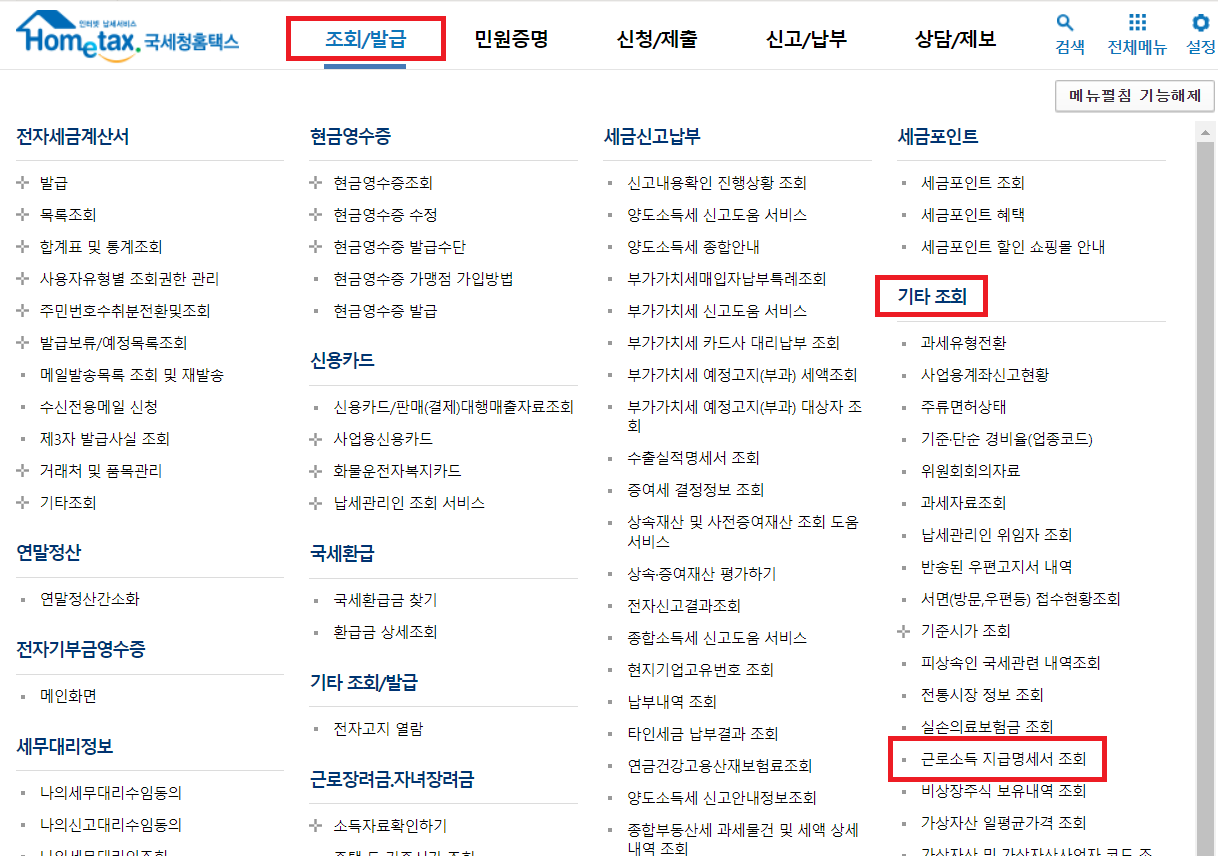 인터넷 납세서비스
Hometax. 국세청홈택스
조회/발급
민원증명
신청/제출
신고/납부
상담/제보
검색
전체메뉴
설정
메뉴펼침 기능해제
전자세금계산서
발급
목록조회
합계표 및 통계조회
사용자유형별 조회권한 관리
주민번호수취분전환및조회
발급보류/예정목록조회
메일발송목록 조회 및 재발송
수신전용메일 신청
제3자 발급사실 조회
거래처 및 품목관리
기타조회
연말정산
연말정산간소화
전자기부금영수증
메인화면
세무대리정보
나의세무대리수임동의
나의신고대리수임동의
나의세무대리인조회
현금영수증
현금영수증조회
현금영수증 수정
현금영수증 발급수단
현금영수증 가맹점 가입방법
현금영수증 발급
신용카드
신용카드/판매(결제)대행매출자료조회
사업용신용카드
화물운전자복지카드
납세관리인 조회 서비스
국세환급
국세환급금 찾기
환급금 상세조회
기타 조회/발급
전자고지 열람
근로장려금.자녀장려금
소득자료확인하기
주택 등 기준시가 조회
세금신고납부
신고내용확인 진행상황 조회
양도소득세 신고도움 서비스
양도소득세 종합안내
부가가치세매입자납부특례조회
부가가치세 신고도움 서비스
부가가치세 카드사 대리납부 조회
부가가치세 예정고지(부과) 세액조회
부가가치세 예정고지(부과) 대상자 조
회
수출실적명세서 조회
증여세 결정정보 조회
상속재산 및 사전증여재산 조회 도움
서비스
상속·증여재산 평가하기
전자신고결과조회
종합소득세 신고도움 서비스
현지기업고유번호 조회
납부내역 조회
타인세금 납부결과 조회
연금건강고용산재보험료조회
양도소득세 신고안내정보조회
종합부동산세 과세물건 및 세액 상세
내역 조회
세금포인트
세금포인트 조회
세금포인트 혜택
세금포인트 할인 쇼핑몰 안내
기타 조회
과세유형전환
사업용계좌신고현황
주류면허상태
기준·단순 경비율(업종코드)
위원회회의자료
과세자료조회
납세관리인 위임자 조회
반송된 우편고지서 내역
서면(방문,우편등) 접수현황조회
기준시가 조회
피상속인 국세관련 내역조회
전통시장 정보 조회
실손의료보험금 조회
근로소득 지급명세서 조회
비상장주식 보유내역 조회
가상자산 일평균가격 조회
가상자산 및 가상자산사업자 코드 조